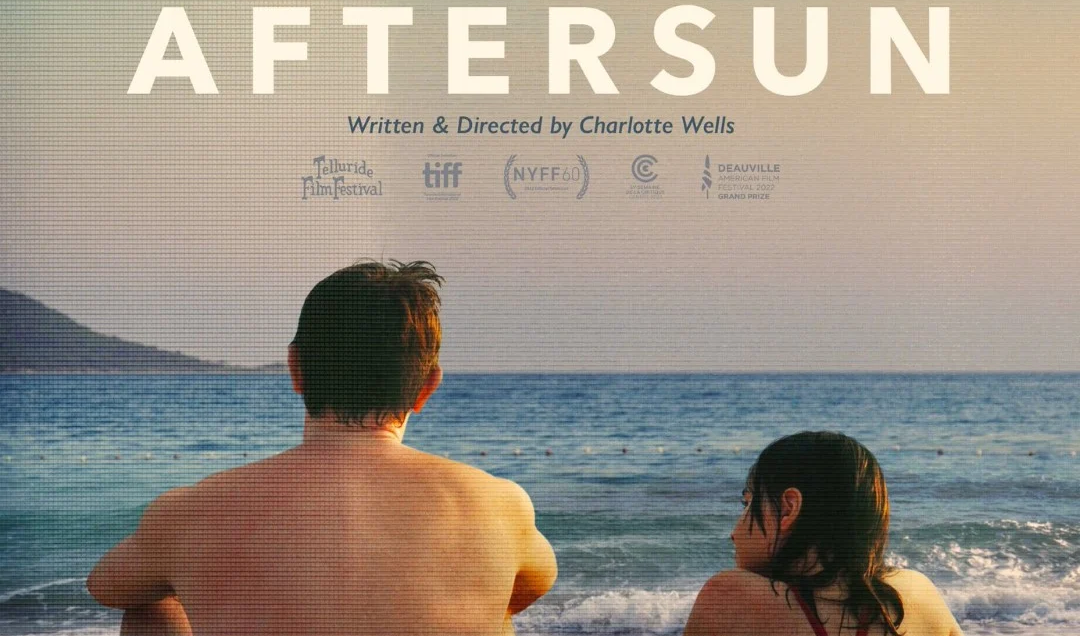 AFTERSUN
Written & Directed by Charlotte Wells
Telluride
Film Festival
tiff
NYFF60
DEAUVILLE
AMERICAN FILM
FESTIVAL 2022
GRAND PRIZE